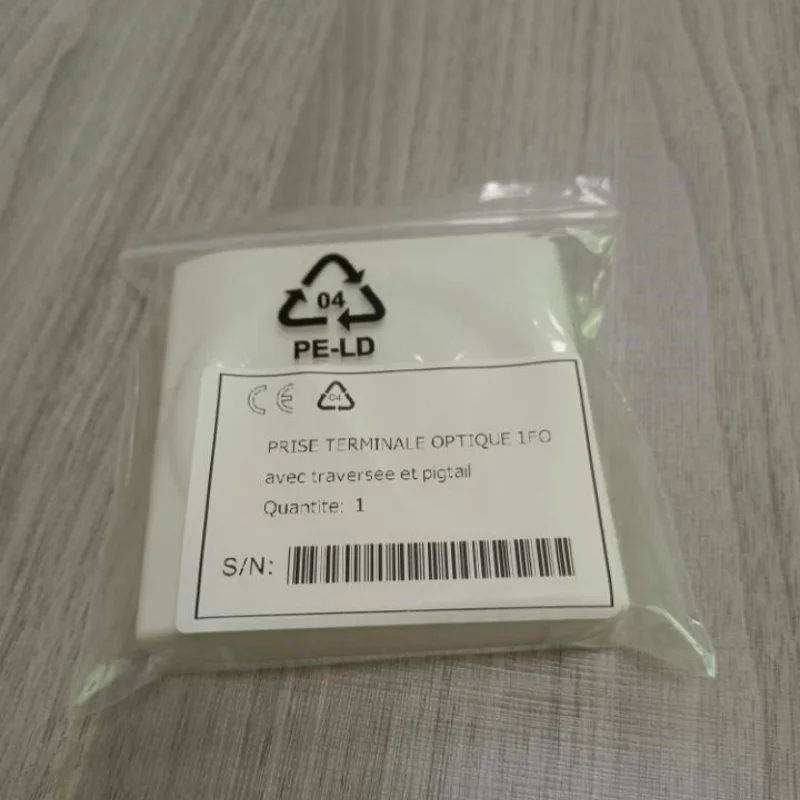 04
PE-LD
CE 04
PRISE TERMINALE OPTIQUE 1FO
avec traversee et pigtail
Quantite: 1
S/N: